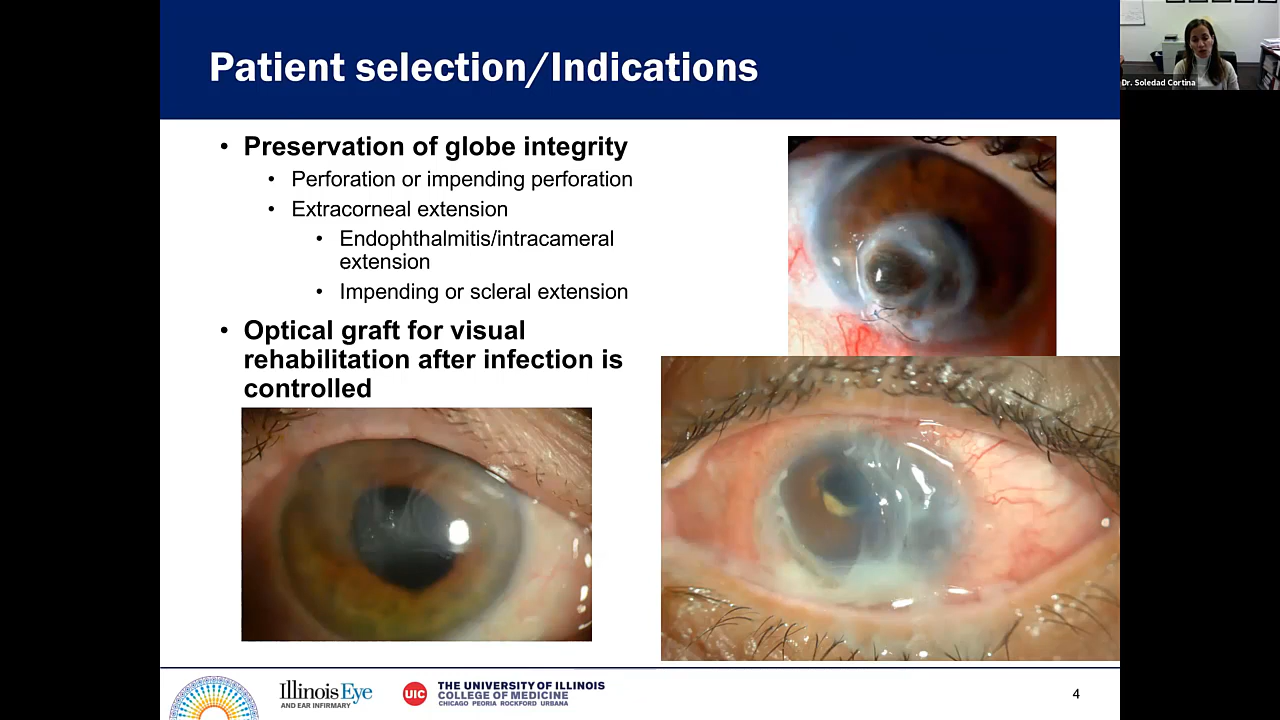 Patient selection/Indications
Dr. Soledad Cortina
• Preservation of globe integrity
• Perforation or impending perforation
• Extracorneal extension
• Endophthalmitis/intracameral
extension
• Impending or scleral extension
• Optical graft for visual
rehabilitation after infection is
controlled
Illinois Eye
AND EAR INFIRMARY
UIC
THE UNIVERSITY OF ILLINOIS
COLLEGE OF MEDICINE
CHICAGO PEORIA ROCKFORD URBANA
4